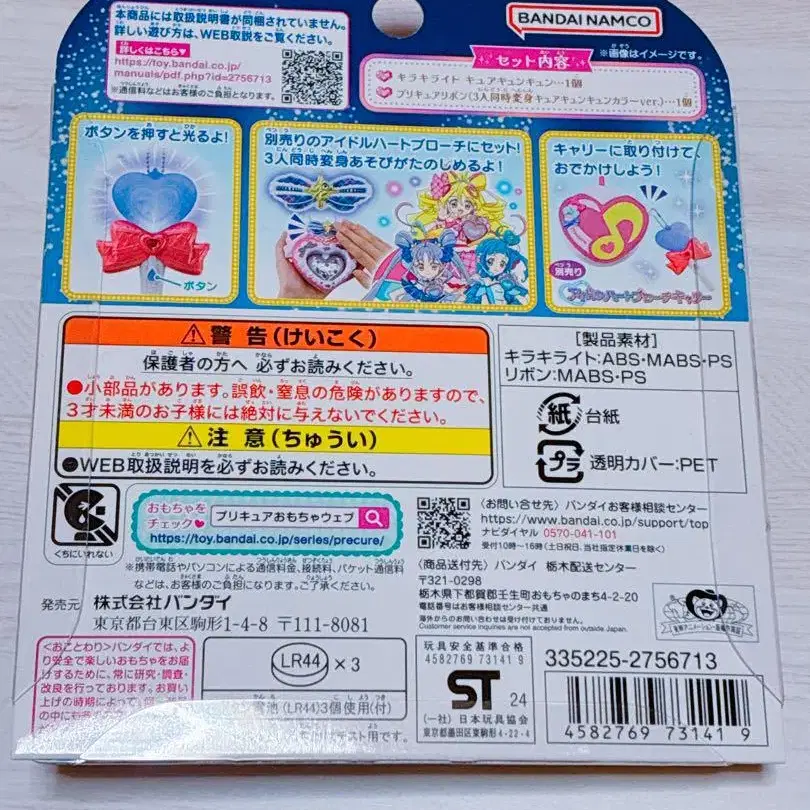 本商品には取扱説明書が同梱されていません。
詳しい遊び方は、WEB取説をご覧ください。
詳しくはこちら▼
https://toy.bandai.co.jp/
manuals/pdf.php?id=2756713
※通信料などはお客様のご負担となります。
BANDAI NAMCO
※画像はイメージです。
セット内容
キラキライト キュアキュンキュン…1個
プリキュアリボン(3人同時変身キュアキュンキュンカラーver.)…1個
ボタンを押すと光るよ!
ボタン
別売りのアイドルハートブローチにセット!
3人同時変身あそびがたのしめるよ!
キャリーに取り付けて、
おでかけしよう!
別売り
アイドルハートブローチキャリー
⚠警告(けいこく)
保護者の方へ 必ずお読みください。
●小部品があります。誤飲・窒息の危険がありますので、
3才未満のお子様には絶対に与えないでください。
⚠注意(ちゅうい)
●WEB取扱説明を必ずお読みください。
[製品素材]
キラキライト:ABS・MABS・PS
リボン:MABS・PS
紙 台紙
プラ 透明カバー:PET
くちにいれない
おもちゃを
チェック♥
プリキュアおもちゃウェブ
https://toy.bandai.co.jp/series/precure/
※携帯電話やパソコンによる通信料金、接続料、パケット通信料
などは、お客様のご負担になります。ご了承ください。
〈お問い合せ先〉バンダイお客様相談センター
https://www.bandai.co.jp/support/top
ナビダイヤル 0570-041-101
受付10時~16時(土日祝日、当社指定休業日を除く)
〈商品送付先〉バンダイ 栃木配送センター
〒321-0298
栃木県下都賀郡壬生町おもちゃのまち4-2-20
電話番号はお客様相談センター共通
海外からのお問い合わせは受け付けておりません。
Customer service inquiries are not accepted from outside Japan.
発売元 株式会社バンダイ
東京都台東区駒形1-4-8 〒111-8081
〈おことわり〉バンダイでは、よ
り安全で楽しいおもちゃをお届
けするために、常に研究・調査・
改良を行っております。お買い
上げの時期によって
の中にも
LR44 ×3
電池(LR44)3個使用(付)
テスト用です。
玩具安全基準合格
4582769 73141 9
ST 24
(一社)日本玩具協会
東京都墨田区東駒形4-22-4
335225-2756713
4 582769 731419